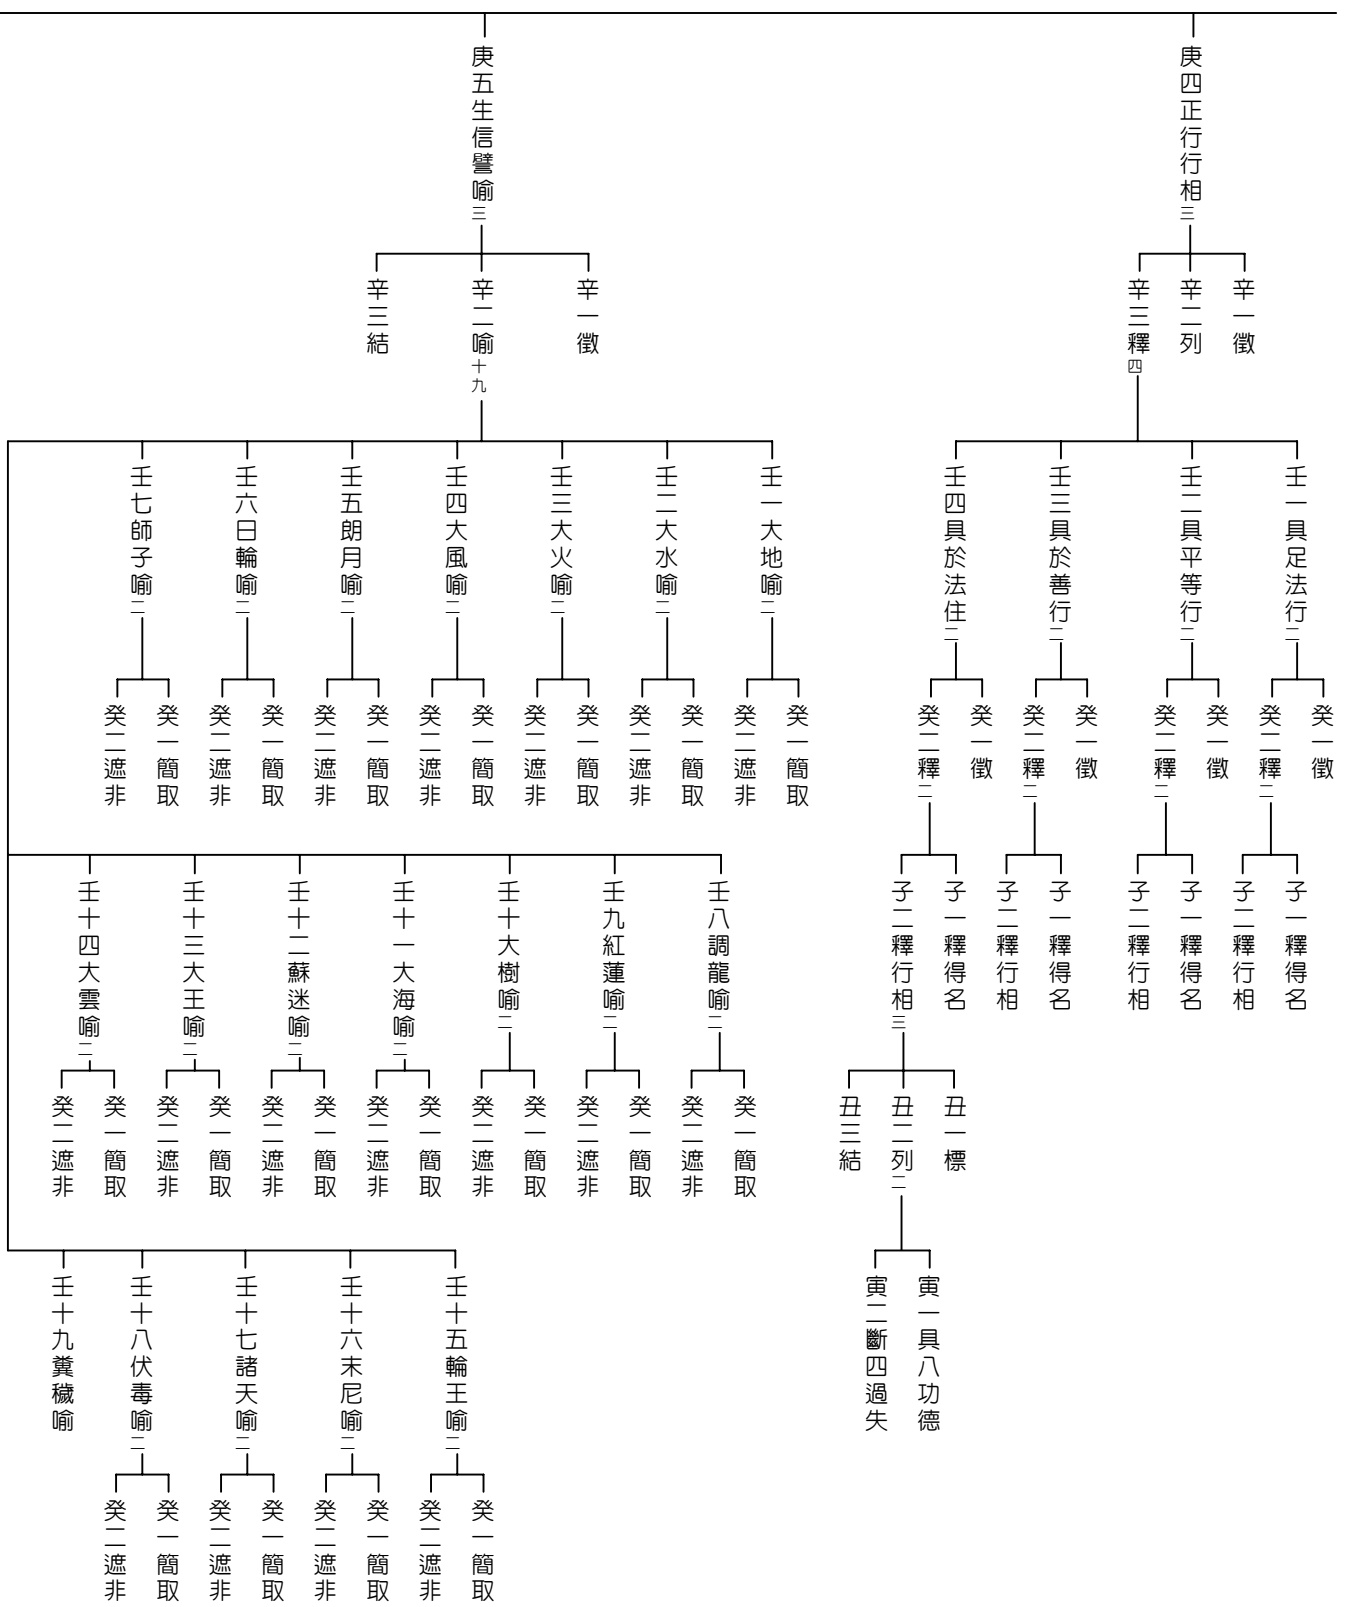 庚四正行行相三
辛一徵
辛二列
辛三釋四
壬一具足法行二
癸一徵
癸二釋二
子一釋得名
子二釋行相
壬二具平等行二
癸一徵
癸二釋二
子一釋得名
子二釋行相
壬三具於善行二
癸一徵
癸二釋二
子一釋得名
子二釋行相
壬四具於法住二
癸一徵
癸二釋二
子一釋得名
子二釋行相三
丑一標
丑二列二
寅一具八功德
寅二斷四過失
丑三結
庚五生信譬喻三
辛一徵
辛二喻十九
壬一大地喻二
癸一簡取
癸二遮非
壬二大水喻二
癸一簡取
癸二遮非
壬三大火喻二
癸一簡取
癸二遮非
壬四大風喻二
癸一簡取
癸二遮非
壬五朗月喻二
癸一簡取
癸二遮非
壬六日輪喻二
癸一簡取
癸二遮非
壬七師子喻二
癸一簡取
癸二遮非
壬八調龍喻二
癸一簡取
癸二遮非
壬九紅蓮喻二
癸一簡取
癸二遮非
壬十大樹喻二
癸一簡取
癸二遮非
壬十一大海喻二
癸一簡取
癸二遮非
壬十二蘇迷喻二
癸一簡取
癸二遮非
壬十三大王喻二
癸一簡取
癸二遮非
壬十四大雲喻二
癸一簡取
癸二遮非
壬十五輪王喻二
癸一簡取
癸二遮非
壬十六末尼喻二
癸一簡取
癸二遮非
壬十七諸天喻二
癸一簡取
癸二遮非
壬十八伏毒喻二
癸一簡取
癸二遮非
壬十九糞穢喻
辛三結